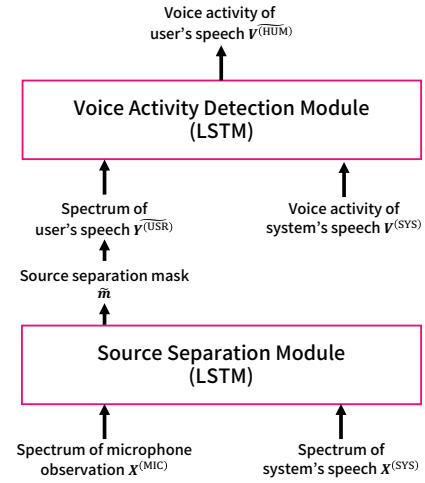 Voice activity of
user's speech Ṽ^(HUM)
Voice Activity Detection Module
(LSTM)
Spectrum of
user's speech Ỹ^(USR)
Voice activity of
system's speech V^(SYS)
Source separation mask
m̃
Source Separation Module
(LSTM)
Spectrum of microphone
observation X^(MIC)
Spectrum of
system's speech X^(SYS)